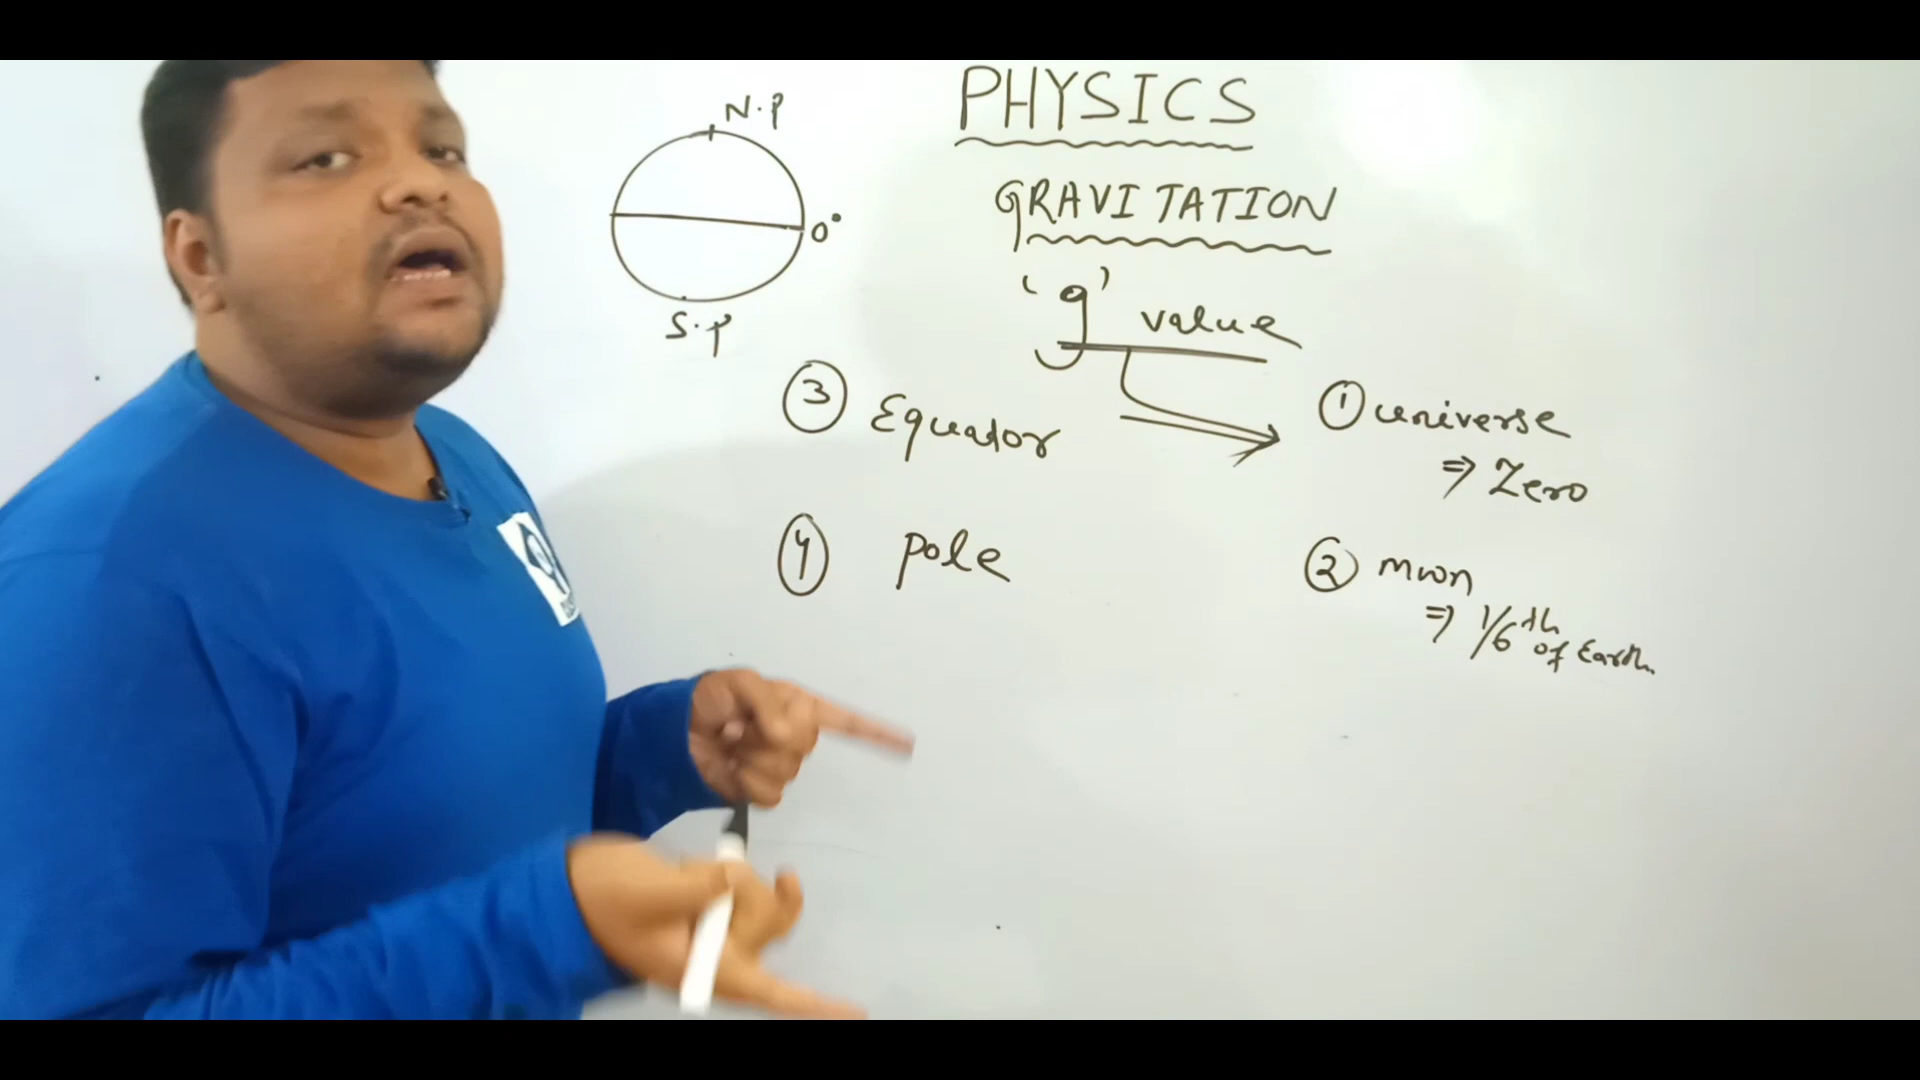 N.P
0°
S.P
PHYSICS
GRAVITATION
'g' value
③ Equator
④ Pole
① universe
⇒ Zero
② moon
⇒ 1/6th of Earth